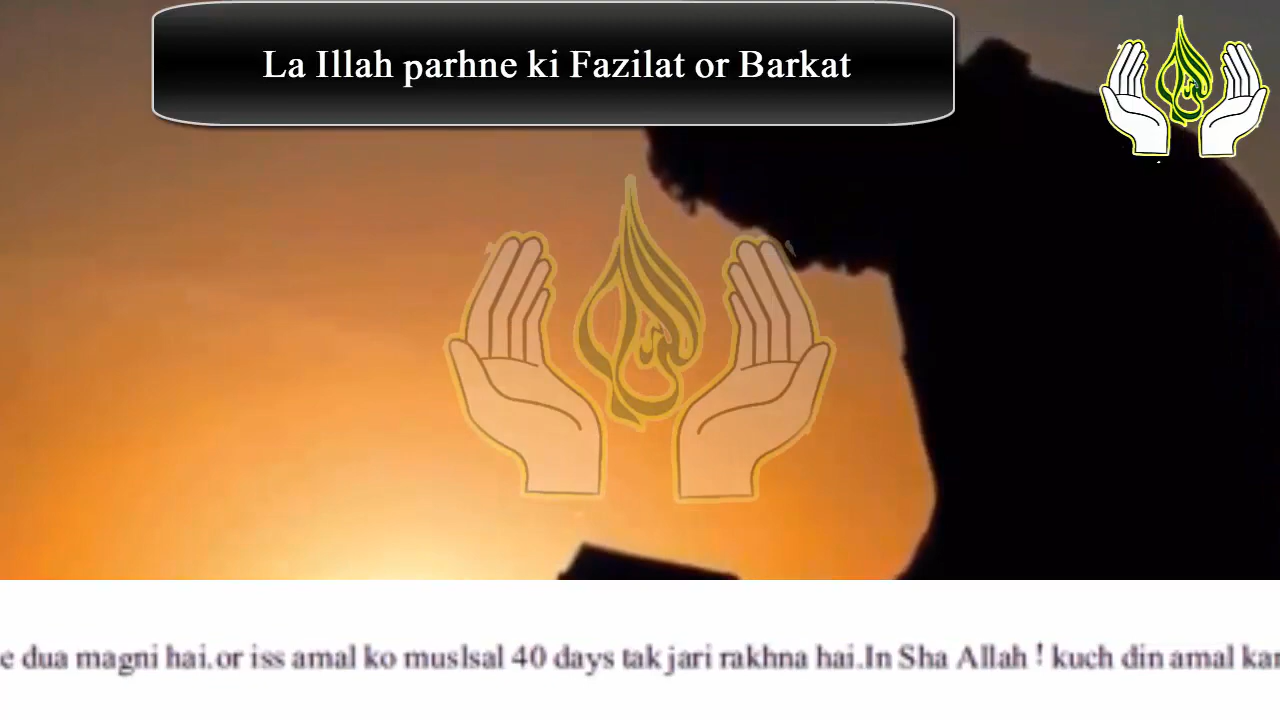 La Illah parhne ki Fazilat or Barkat
e dua magni hai.or iss amal ko muslsal 40 days tak jari rakhna hai.In Sha Allah ! kuch din amal kar